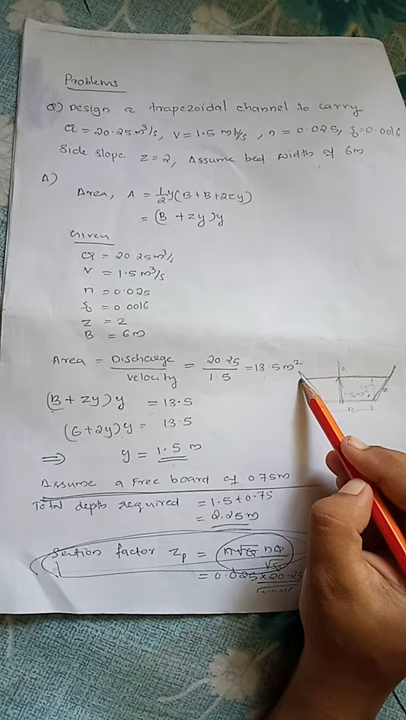 Problems
Q) Design a trapezoidal channel to carry
Q = 20.25 m³/s, V = 1.5 m/s, n = 0.025, S = 0.0016
Side slope z = 2, Assume bed width of 6m
A)
Area, A = 1/2 y (B + B + 2zy)
= (B + zy) y
Given
Q = 20.25 m³/s
V = 1.5 m³/s
n = 0.025
S = 0.0016
Z = 2
B = 6m
Area = Discharge/velocity = 20.25/1.5 = 13.5 m²
(B + zy) y = 13.5
(6 + 2y) y = 13.5
⇒ y = 1.5 m
Assume a Free board of 0.75m
Total depth required = 1.5 + 0.75
= 2.25 m
Section factor Zp = nQ/√S₀
= 0.025 × 20.25